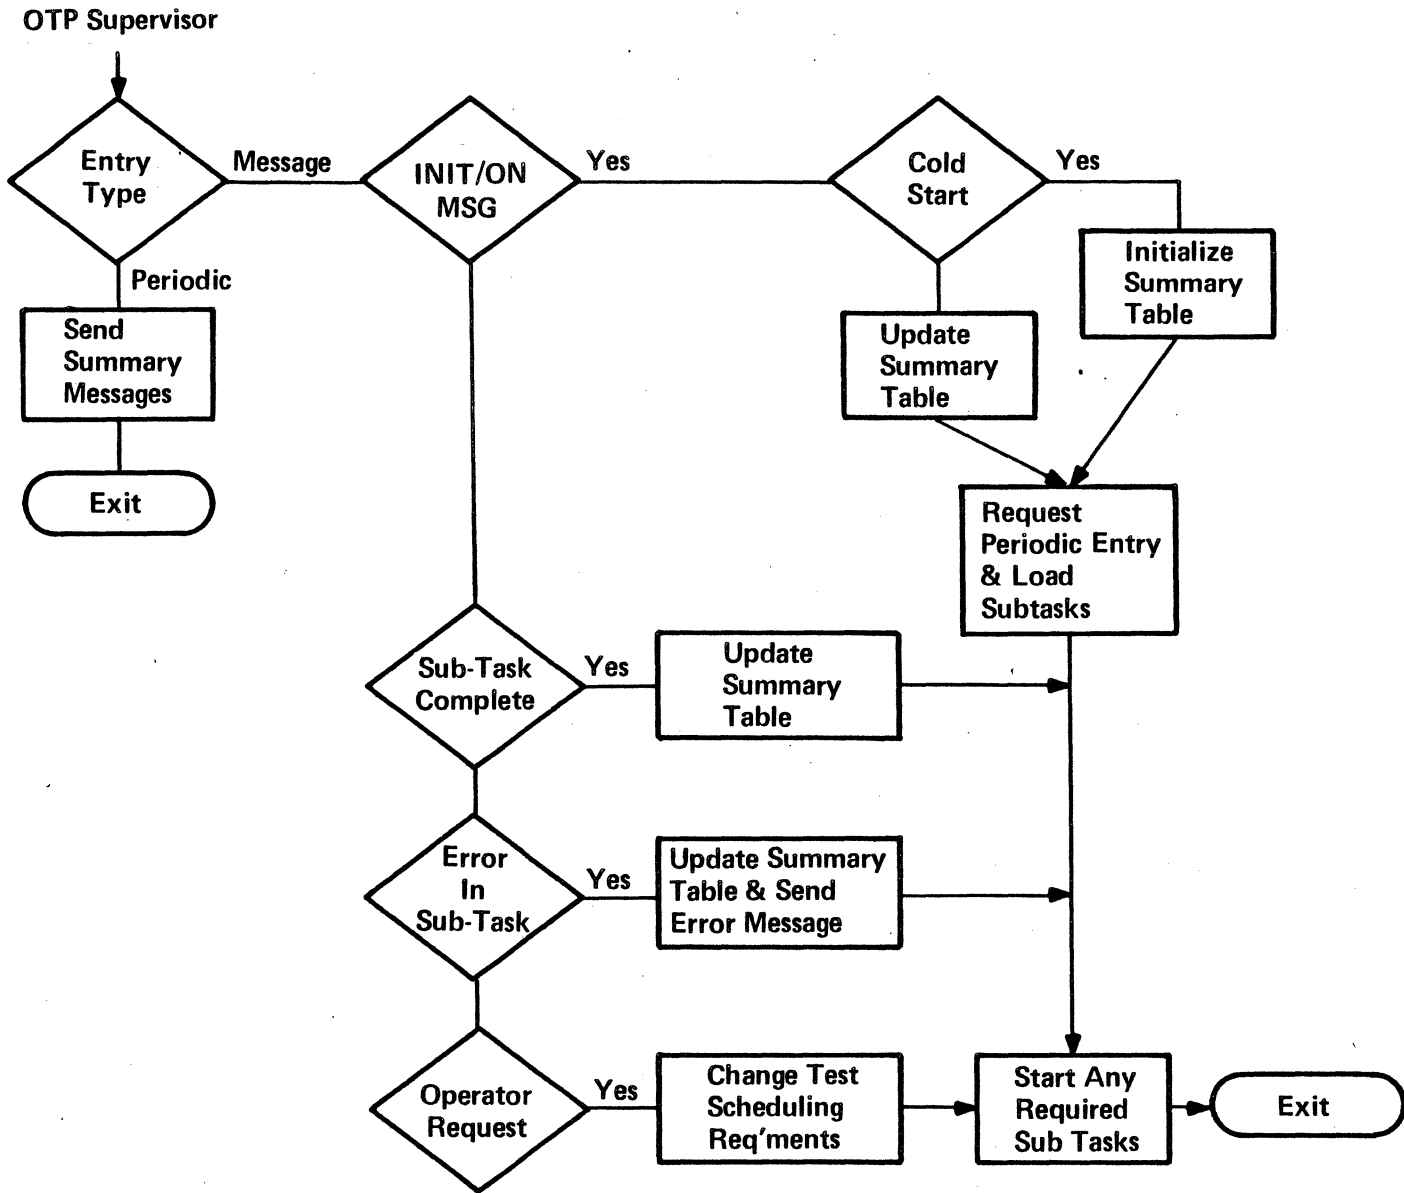 OTP Supervisor
Entry
Type
Message
INIT/ON
MSG
Yes
Cold
Start
Yes
Periodic
Send
Summary
Messages
Exit
Initialize
Summary
Table
Update
Summary
Table
Request
Periodic Entry
& Load
Subtasks
Sub-Task
Complete
Yes
Update
Summary
Table
Error
In
Sub-Task
Yes
Update Summary
Table & Send
Error Message
Operator
Request
Yes
Change Test
Scheduling
Req'ments
Start Any
Required
Sub Tasks
Exit